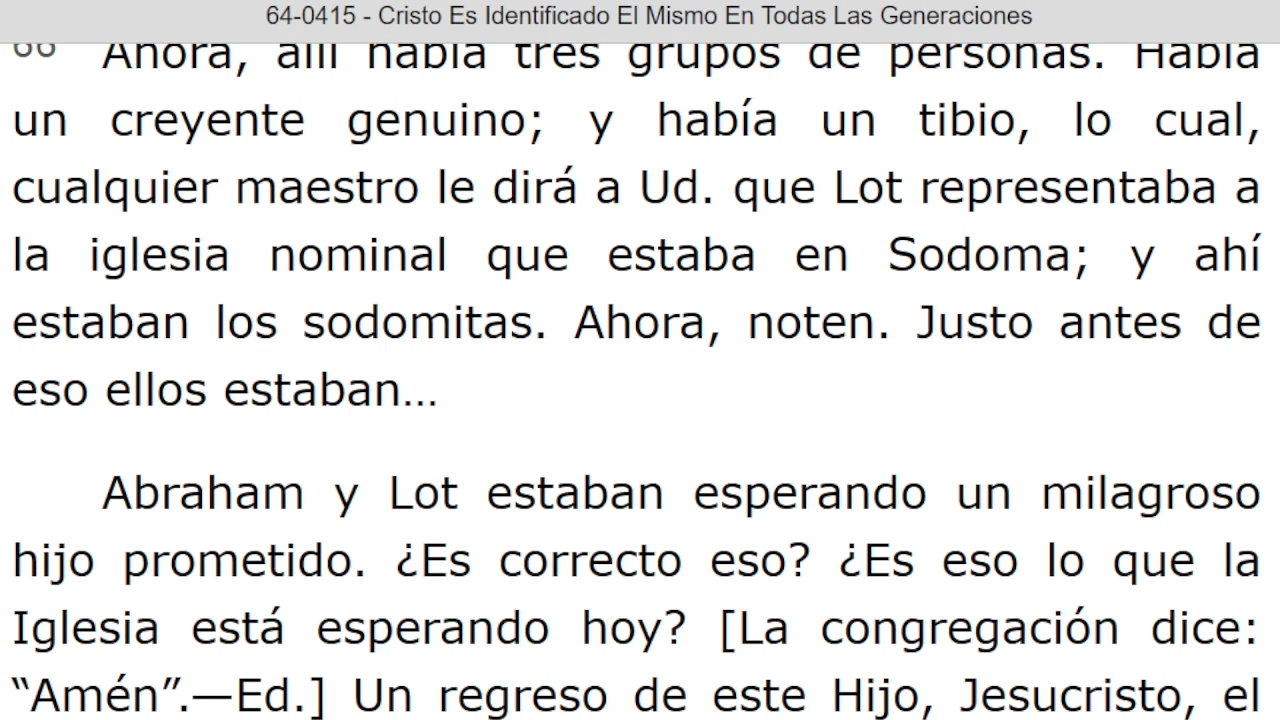 64-0415 - Cristo Es Identificado El Mismo En Todas Las Generaciones
66 Ahora, allí había tres grupos de personas. Había
un creyente genuino; y había un tibio, lo cual,
cualquier maestro le dirá a Ud. que Lot representaba a
la iglesia nominal que estaba en Sodoma; y ahí
estaban los sodomitas. Ahora, noten. Justo antes de
eso ellos estaban...
Abraham y Lot estaban esperando un milagroso
hijo prometido. ¿Es correcto eso? ¿Es eso lo que la
Iglesia está esperando hoy? [La congregación dice:
“Amén”.—Ed.] Un regreso de este Hijo, Jesucristo, el